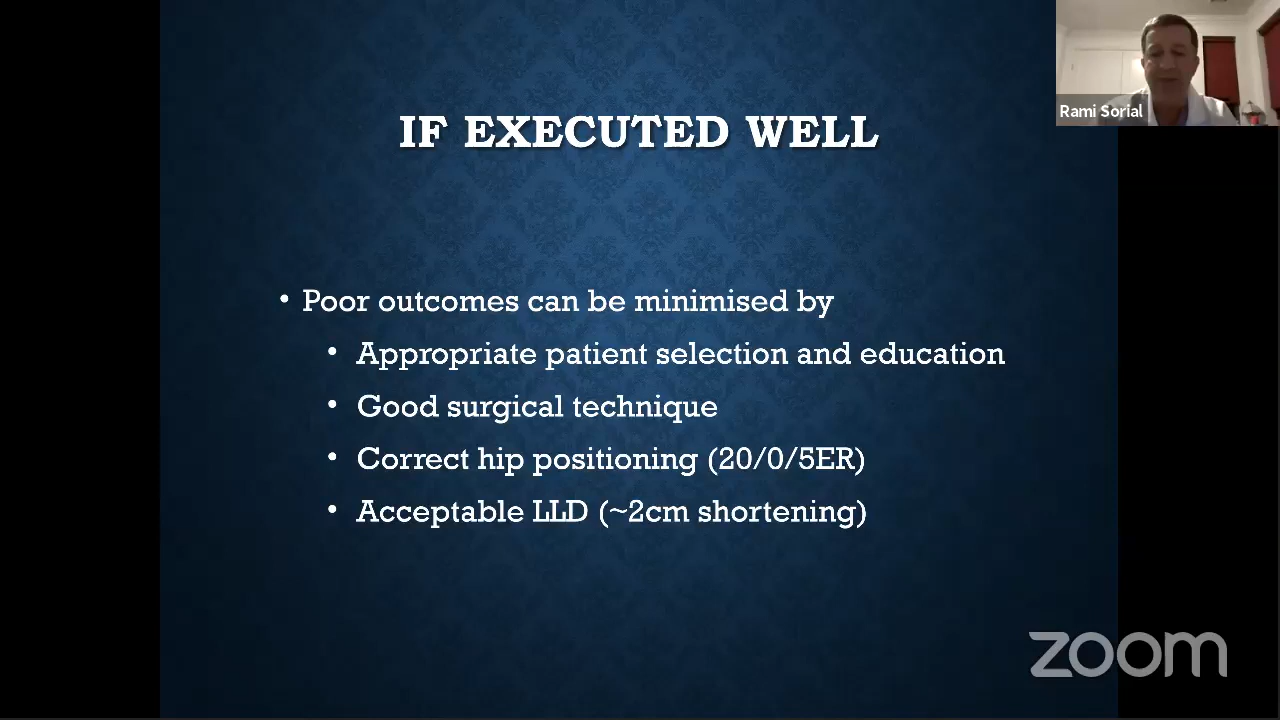 Rami Sorial
IF EXECUTED WELL
• Poor outcomes can be minimised by
• Appropriate patient selection and education
• Good surgical technique
• Correct hip positioning (20/0/5ER)
• Acceptable LLD (~2cm shortening)
zoom